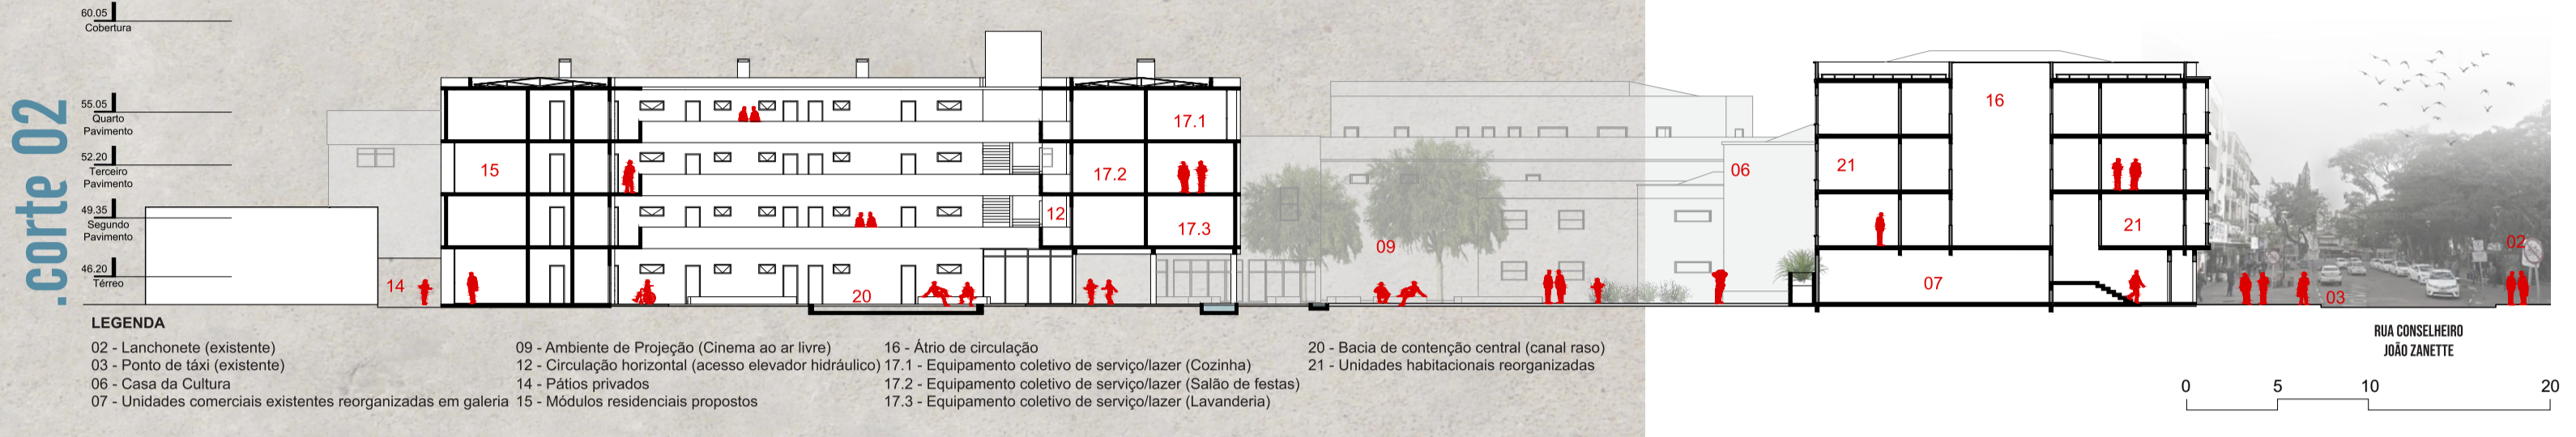 .corte 02
60.05
Cobertura
55.05
Quarto
Pavimento
52.20
Terceiro
Pavimento
49.35
Segundo
Pavimento
46.20
Térreo
14
15
20
12
17.1
17.2
17.3
09
06
21
16
07
21
03
02
LEGENDA
02 - Lanchonete (existente)
03 - Ponto de táxi (existente)
06 - Casa da Cultura
07 - Unidades comerciais existentes reorganizadas em galeria
09 - Ambiente de Projeção (Cinema ao ar livre)
12 - Circulação horizontal (acesso elevador hidráulico)
14 - Pátios privados
15 - Módulos residenciais propostos
16 - Átrio de circulação
17.1 - Equipamento coletivo de serviço/lazer (Cozinha)
17.2 - Equipamento coletivo de serviço/lazer (Salão de festas)
17.3 - Equipamento coletivo de serviço/lazer (Lavanderia)
20 - Bacia de contenção central (canal raso)
21 - Unidades habitacionais reorganizadas
RUA CONSELHEIRO
JOÃO ZANETTE
0 5 10 20